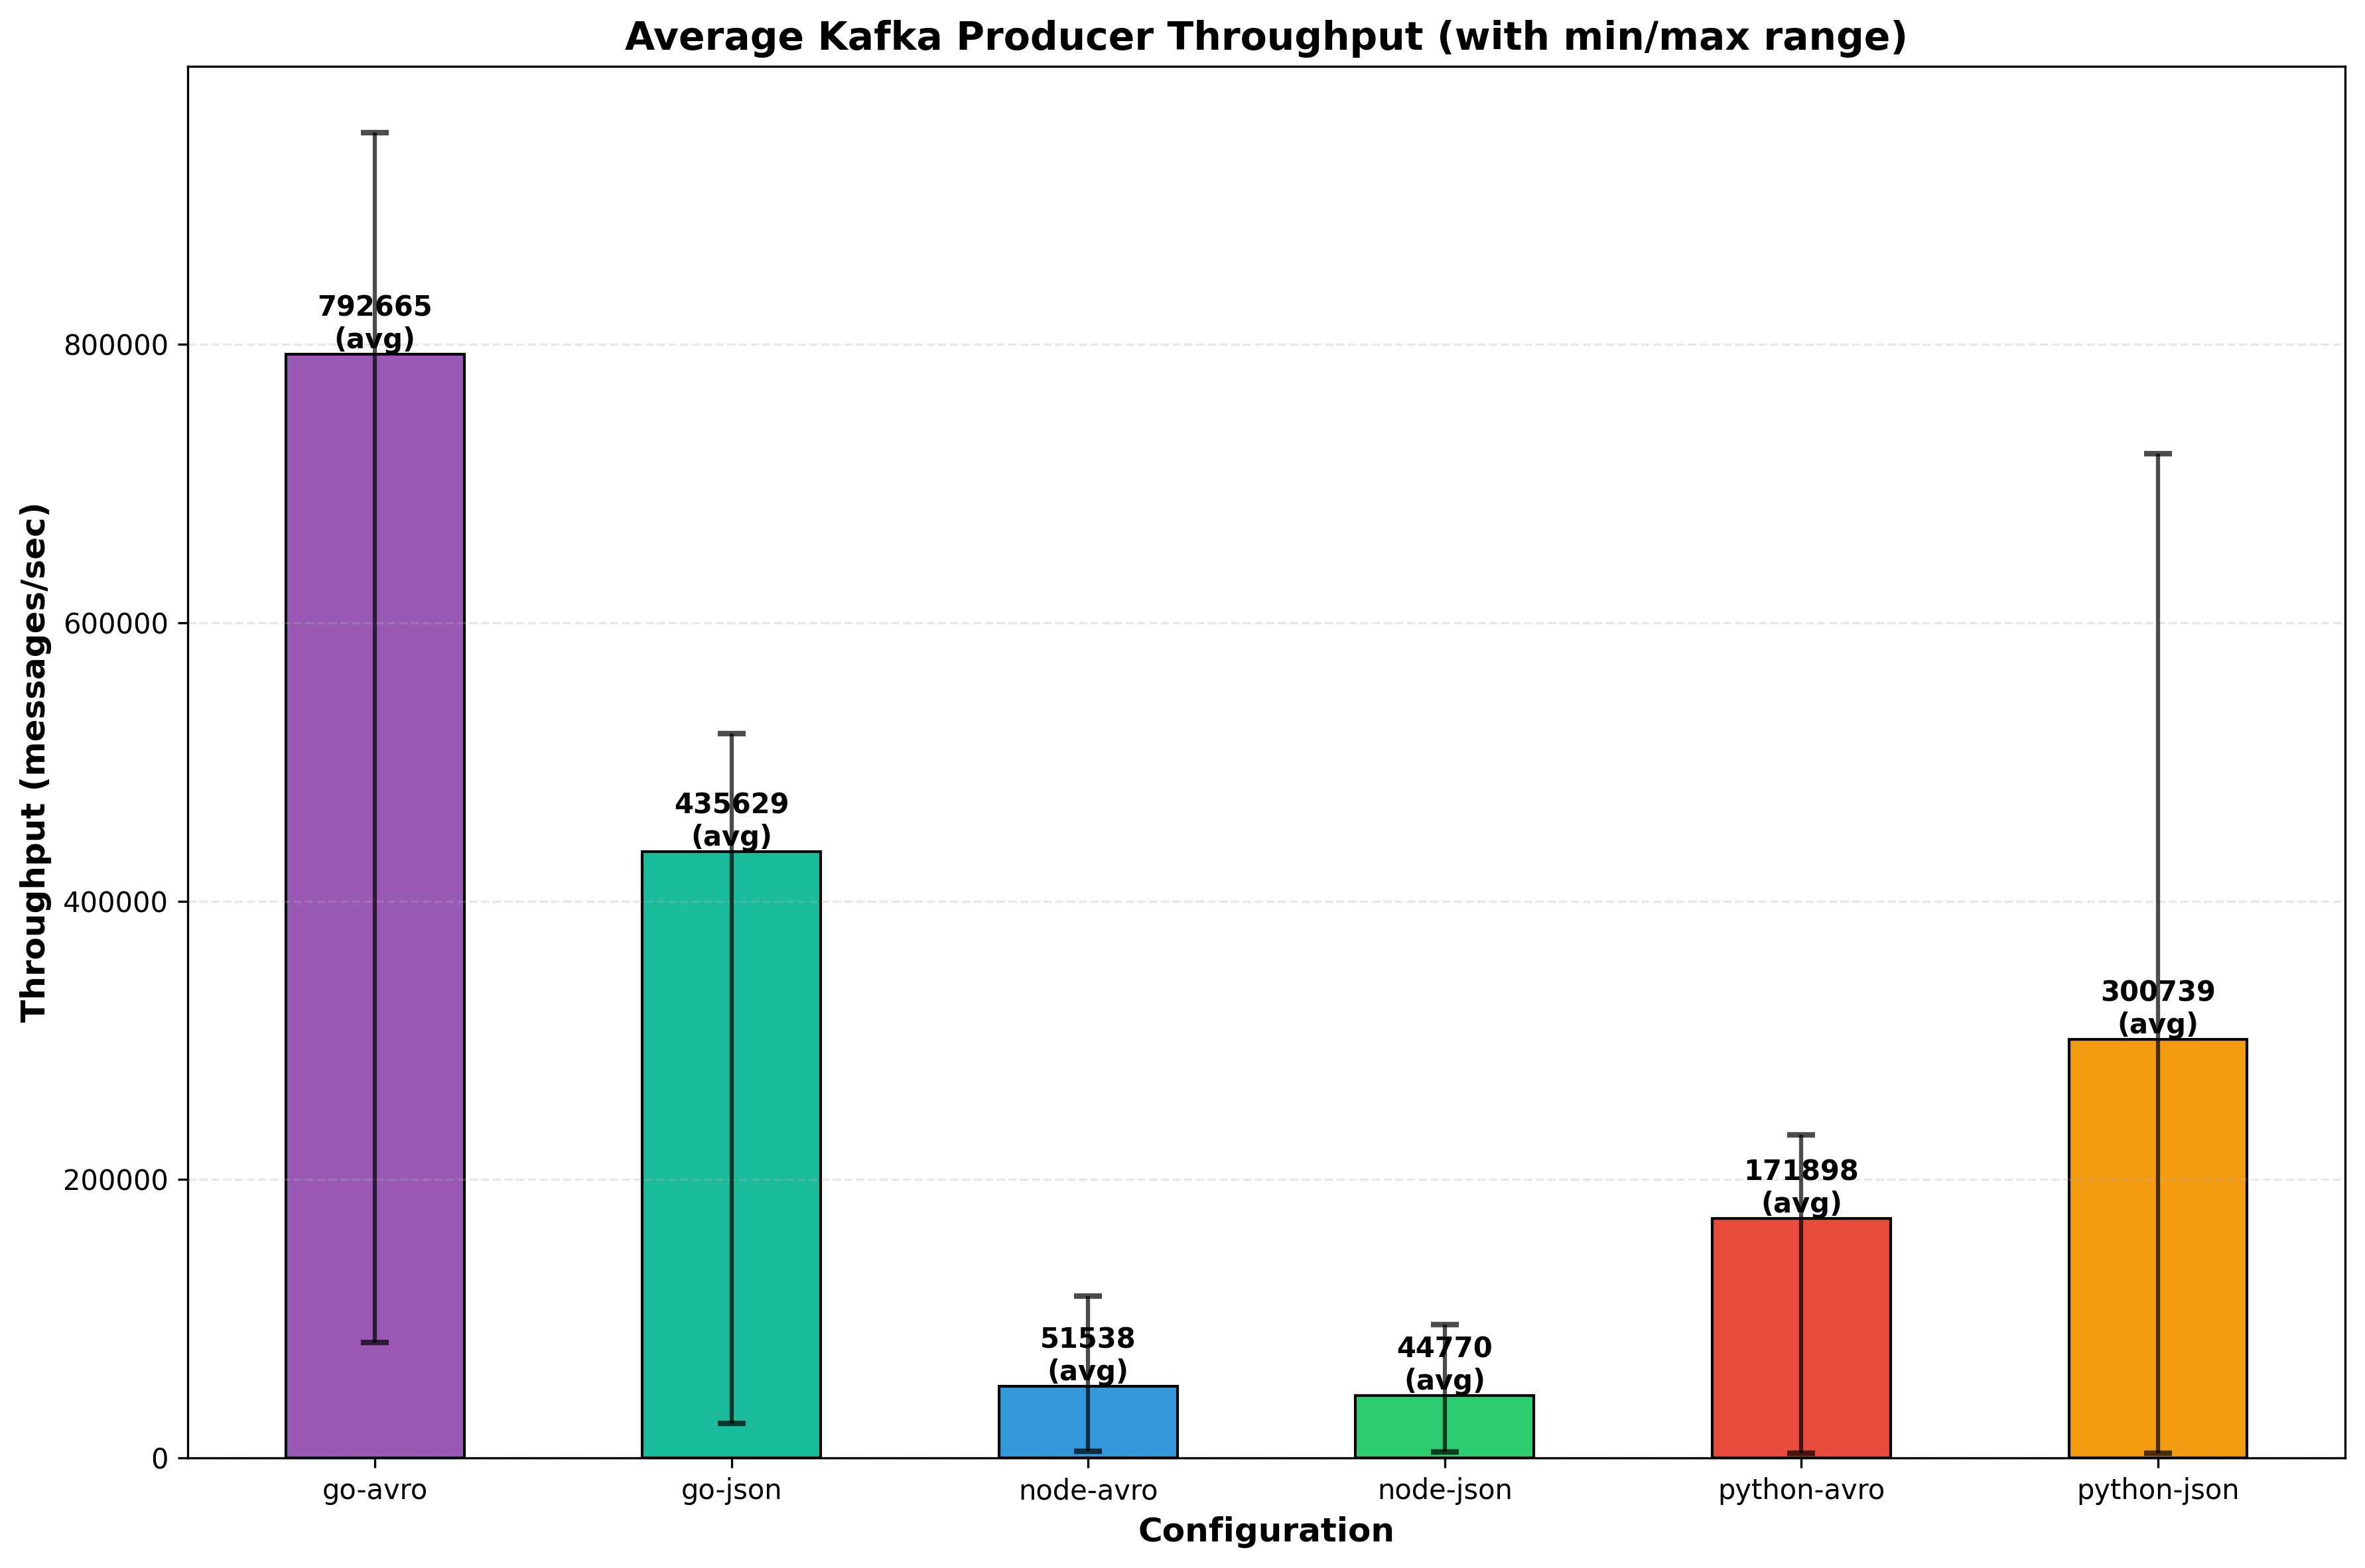 Average Kafka Producer Throughput (with min/max range)
Throughput (messages/sec)
800000
600000
400000
200000
0
792665
(avg)
435629
(avg)
51538
(avg)
44770
(avg)
171898
(avg)
300739
(avg)
go-avro
go-json
node-avro
node-json
python-avro
python-json
Configuration